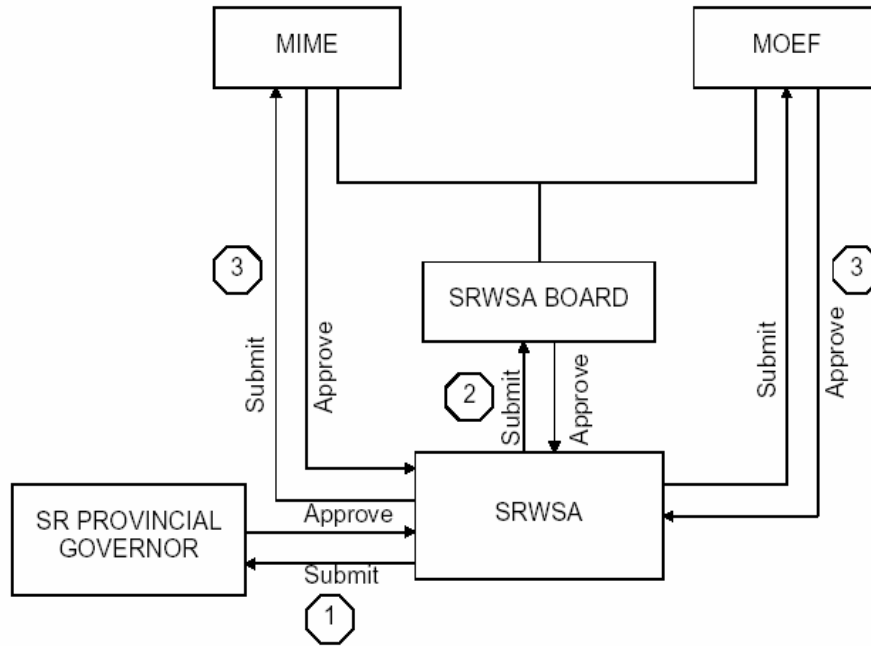 MIME
MOEF
3
3
SRWSA BOARD
Submit
Approve
Submit
Approve
2
Submit
Approve
SR PROVINCIAL
GOVERNOR
Approve
SRWSA
Submit
1